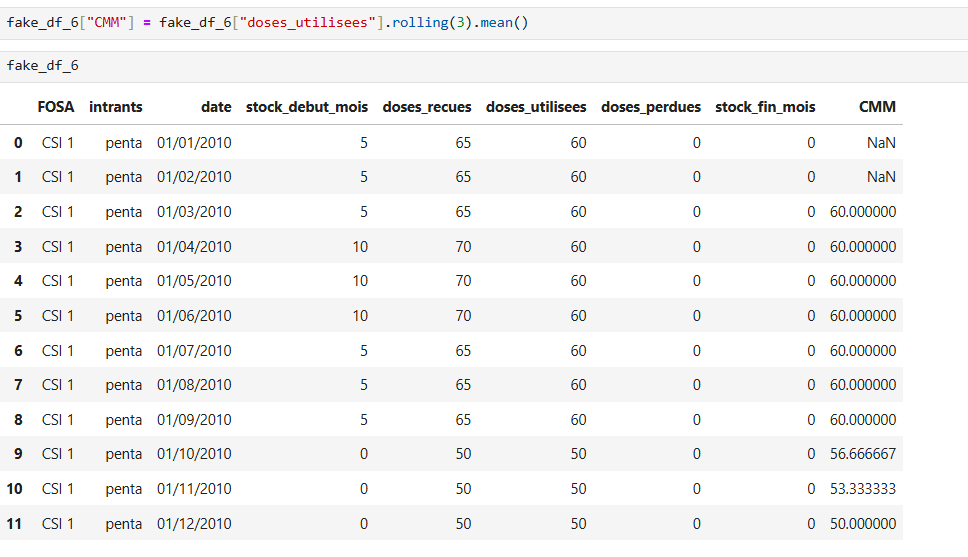 fake_df_6["CMM"] = fake_df_6["doses_utilisees"].rolling(3).mean()
fake_df_6
FOSA intrants date stock_debut_mois doses_recues doses_utilisees doses_perdues stock_fin_mois CMM
0 CSI 1 penta 01/01/2010 5 65 60 0 0 NaN
1 CSI 1 penta 01/02/2010 5 65 60 0 0 NaN
2 CSI 1 penta 01/03/2010 5 65 60 0 0 60.000000
3 CSI 1 penta 01/04/2010 10 70 60 0 0 60.000000
4 CSI 1 penta 01/05/2010 10 70 60 0 0 60.000000
5 CSI 1 penta 01/06/2010 10 70 60 0 0 60.000000
6 CSI 1 penta 01/07/2010 5 65 60 0 0 60.000000
7 CSI 1 penta 01/08/2010 5 65 60 0 0 60.000000
8 CSI 1 penta 01/09/2010 5 65 60 0 0 60.000000
9 CSI 1 penta 01/10/2010 0 50 50 0 0 56.666667
10 CSI 1 penta 01/11/2010 0 50 50 0 0 53.333333
11 CSI 1 penta 01/12/2010 0 50 50 0 0 50.000000